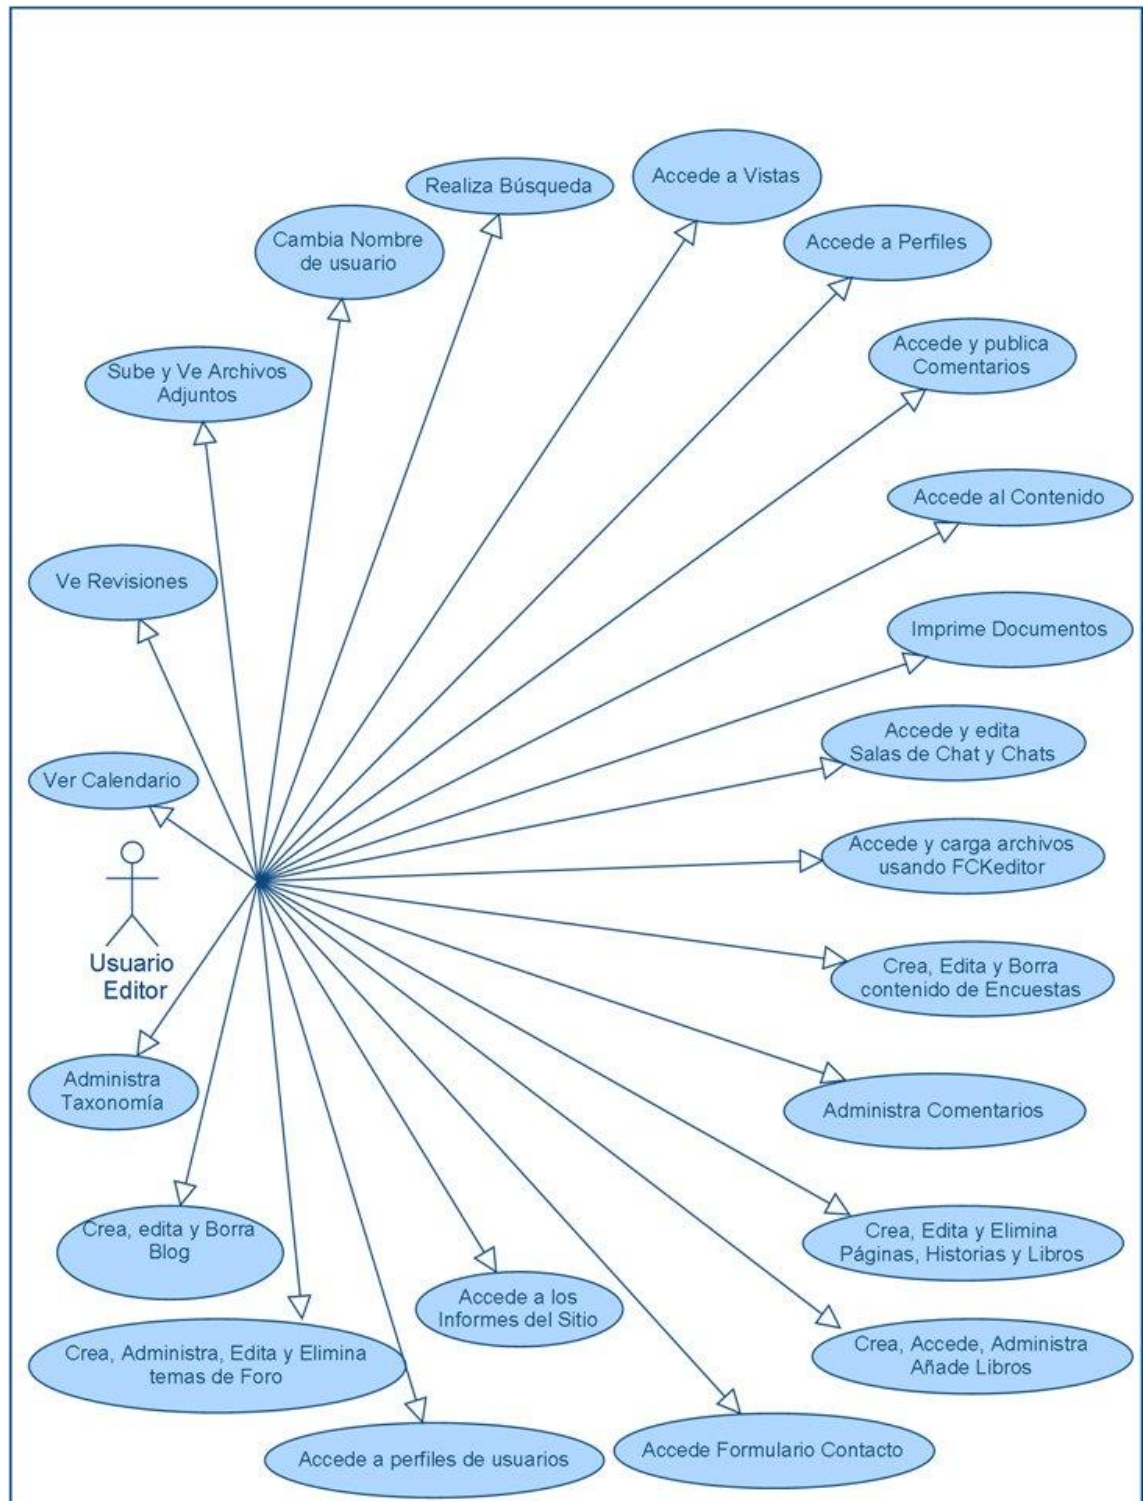 Realiza Búsqueda
Accede a Vistas
Cambia Nombre
de usuario
Accede a Perfiles
Accede y publica
Comentarios
Sube y Ve Archivos
Adjuntos
Accede al Contenido
Ve Revisiones
Imprime Documentos
Accede y edita
Salas de Chat y Chats
Ver Calendario
Accede y carga archivos
usando FCKeditor
Usuario
Editor
Crea, Edita y Borra
contenido de Encuestas
Administra
Taxonomía
Administra Comentarios
Crea, edita y Borra
Blog
Crea, Edita y Elimina
Páginas, Historias y Libros
Accede a los
Informes del Sitio
Crea, Administra, Edita y Elimina
temas de Foro
Crea, Accede, Administra
Añade Libros
Accede a perfiles de usuarios
Accede Formulario Contacto